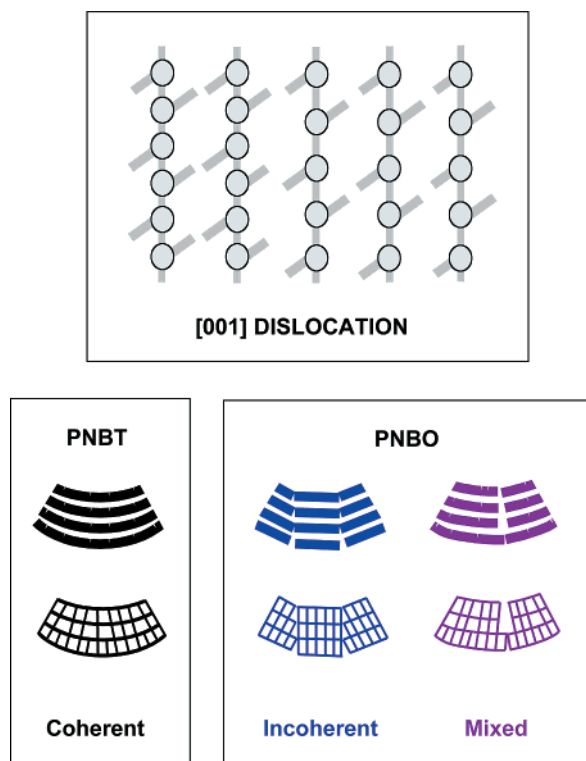 [001] DISLOCATION
PNBT
PNBO
Coherent
Incoherent
Mixed